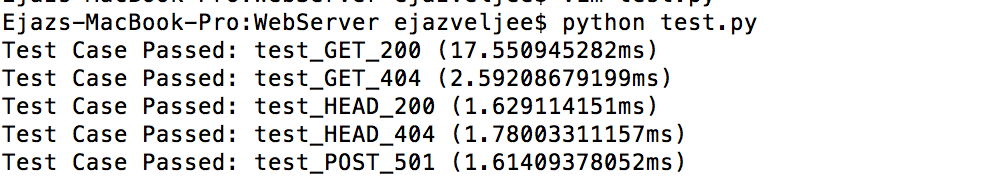 Ejazs-MacBook-Pro:WebServer ejazveljee$ vim test.py
Ejazs-MacBook-Pro:WebServer ejazveljee$ python test.py
Test Case Passed: test_GET_200 (17.550945282ms)
Test Case Passed: test_GET_404 (2.59208679199ms)
Test Case Passed: test_HEAD_200 (1.629114151ms)
Test Case Passed: test_HEAD_404 (1.78003311157ms)
Test Case Passed: test_POST_501 (1.61409378052ms)